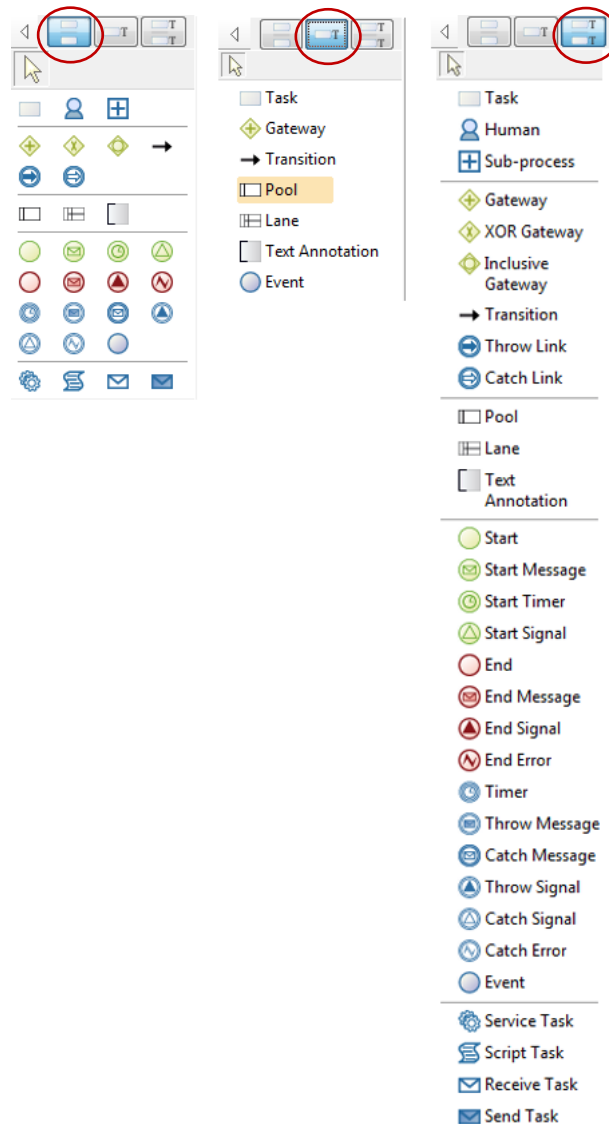 T T T
T T T
T T T
Task
Gateway
Transition
Pool
Lane
Text Annotation
Event
Task
Human
Sub-process
Gateway
XOR Gateway
Inclusive
Gateway
Transition
Throw Link
Catch Link
Pool
Lane
Text
Annotation
Start
Start Message
Start Timer
Start Signal
End
End Message
End Signal
End Error
Timer
Throw Message
Catch Message
Throw Signal
Catch Signal
Catch Error
Event
Service Task
Script Task
Receive Task
Send Task